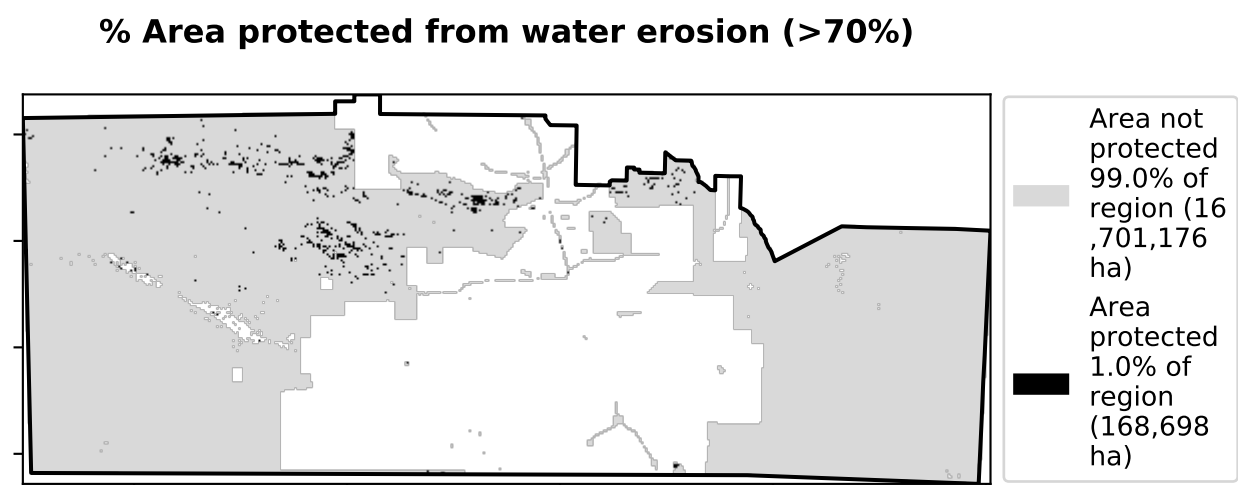 % Area protected from water erosion (>70%)
Area not
protected
99.0% of
region (16
,701,176
ha)
Area
protected
1.0% of
region
(168,698
ha)